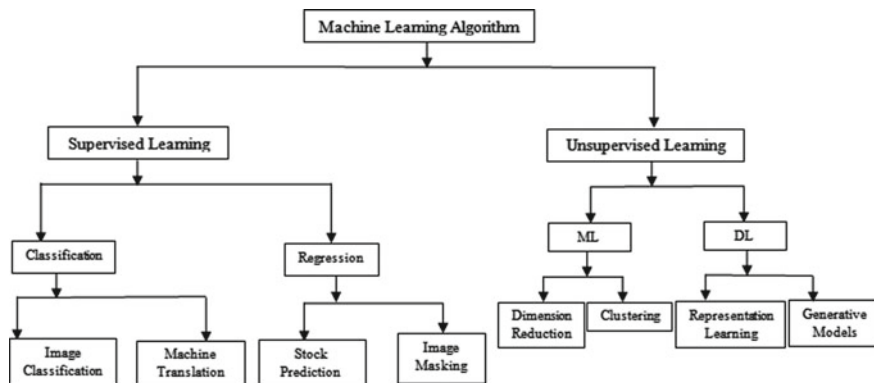 Machine Learning Algorithm
Supervised Learning
Unsupervised Learning
Classification
Regression
ML
DL
Image
Classification
Machine
Translation
Stock
Prediction
Image
Masking
Dimension
Reduction
Clustering
Representation
Learning
Generative
Models